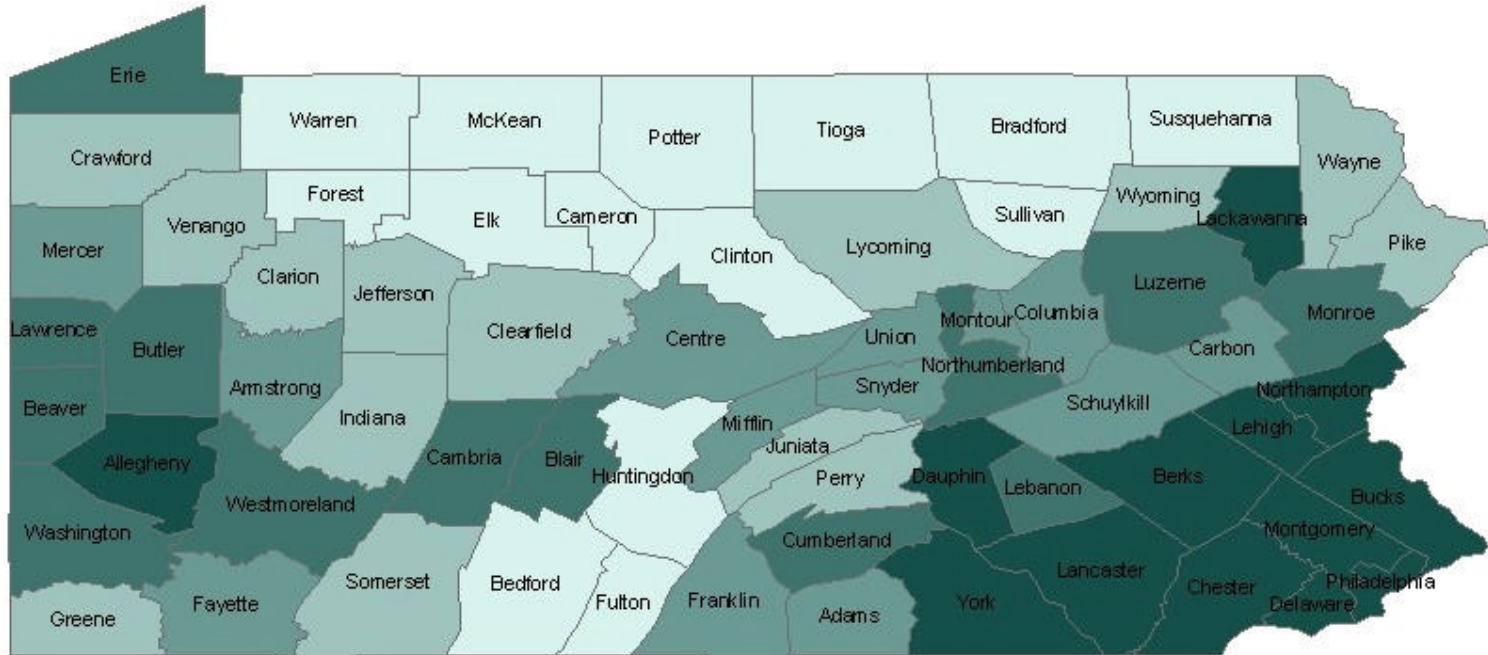 Erie
Warren
McKean
Potter
Tioga
Bradford
Susquehanna
Crawford
Wayne
Forest
Venango
Elk
Cameron
Sullivan
Wyoming
Lackawanna
Mercer
Clarion
Clinton
Lycoming
Pike
Jefferson
Luzerne
Lawrence
Butler
Clearfield
Centre
Union
Montour
Columbia
Monroe
Carbon
Armstrong
Snyder
Northumberland
Northampton
Beaver
Indiana
Mifflin
Schuylkill
Lehigh
Allegheny
Cambria
Blair
Huntingdon
Juniata
Perry
Dauphin
Lebanon
Berks
Bucks
Westmoreland
Washington
Cumberland
Montgomery
Somerset
Bedford
Fulton
Franklin
Adams
York
Lancaster
Chester
Delaware
Philadelphia
Greene
Fayette